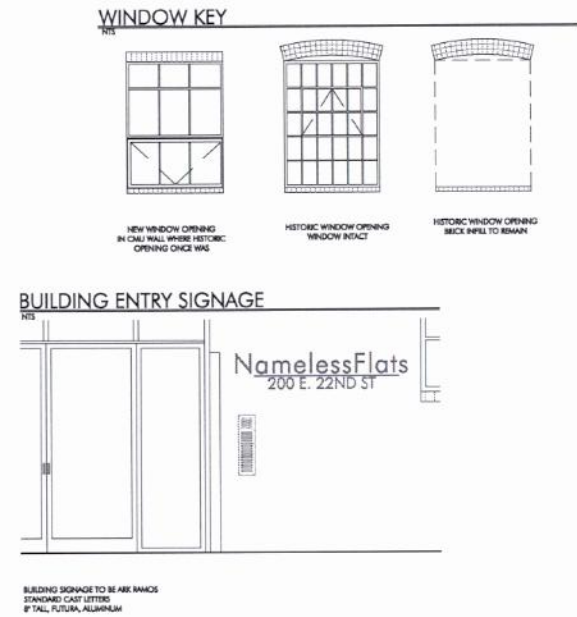 WINDOW KEY
NTS
NEW WINDOW OPENING
IN CMU WALL WHERE HISTORIC
OPENING ONCE WAS
HISTORIC WINDOW OPENING
WINDOW INTACT
HISTORIC WINDOW OPENING
BRICK INFILL TO REMAIN
BUILDING ENTRY SIGNAGE
NTS
NamelessFlats
200 E. 22ND ST
BUILDING SIGNAGE TO BE ARK RAMOS
STANDARD CAST LETTERS
8" TALL, FUTURA, ALUMINUM